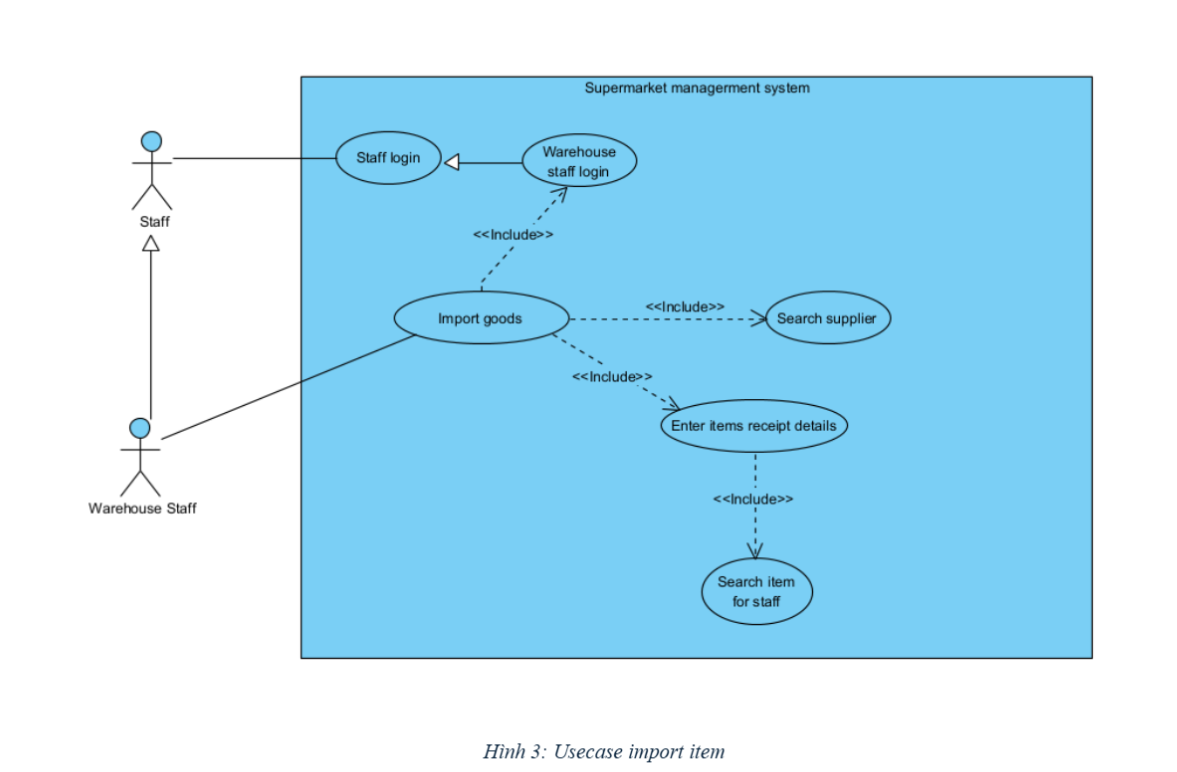 Supermarket managerment system
Staff login
Warehouse
staff login
Staff
<<Include>>
Import goods
<<Include>>
Search supplier
<<Include>>
Enter items receipt details
Warehouse Staff
<<Include>>
Search item
for staff
Hình 3: Usecase import item